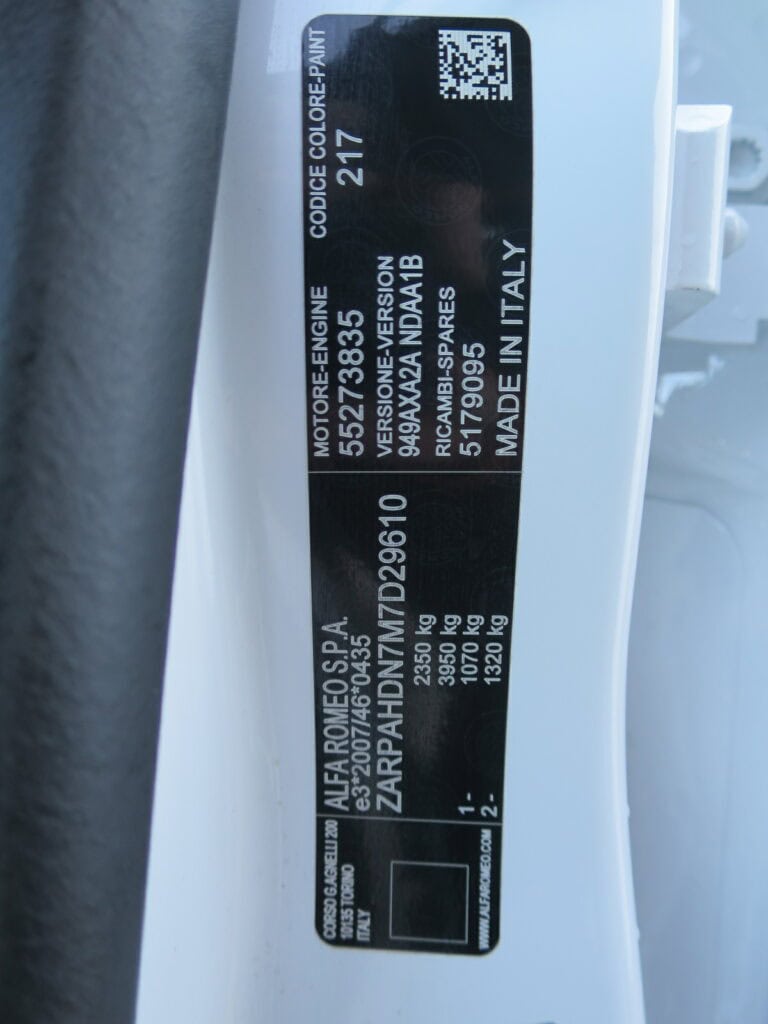 CORSO G.AGNELLI 200
10135 TORINO
ITALY
WWW.ALFAROMEO.COM
ALFA ROMEO S.P.A.
e3*2007/46*0435
ZARPAHDN7M7D29610
2350 kg
3950 kg
1 - 1070 kg
2 - 1320 kg
MOTORE-ENGINE
55273835
VERSIONE-VERSION
949AXA2A NDAA1B
RICAMBI-SPARES
5179095
MADE IN ITALY
CODICE COLORE-PAINT
217